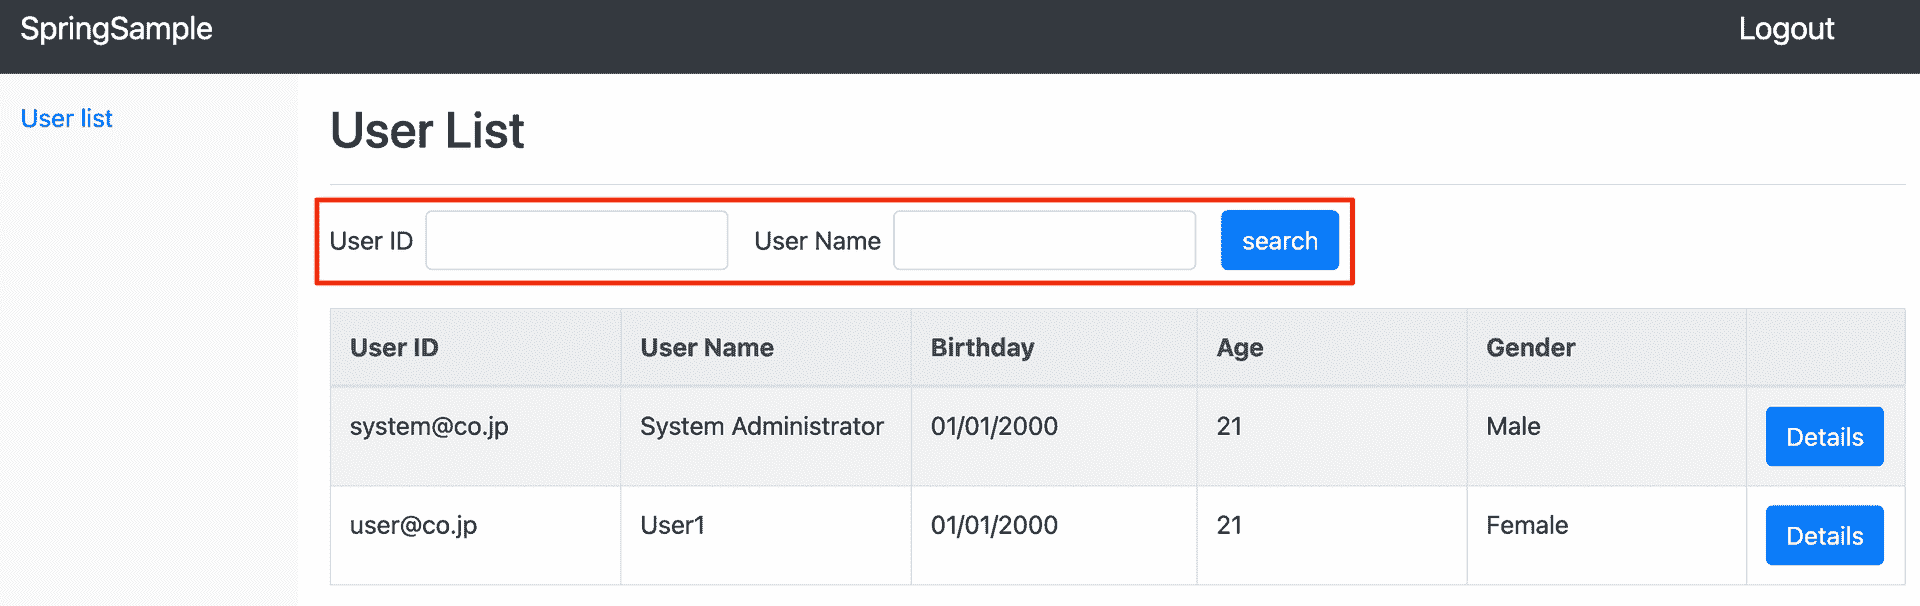 SpringSample Logout
User list
User List
User ID User Name search
User ID User Name Birthday Age Gender
system@co.jp System Administrator 01/01/2000 21 Male Details
user@co.jp User1 01/01/2000 21 Female Details